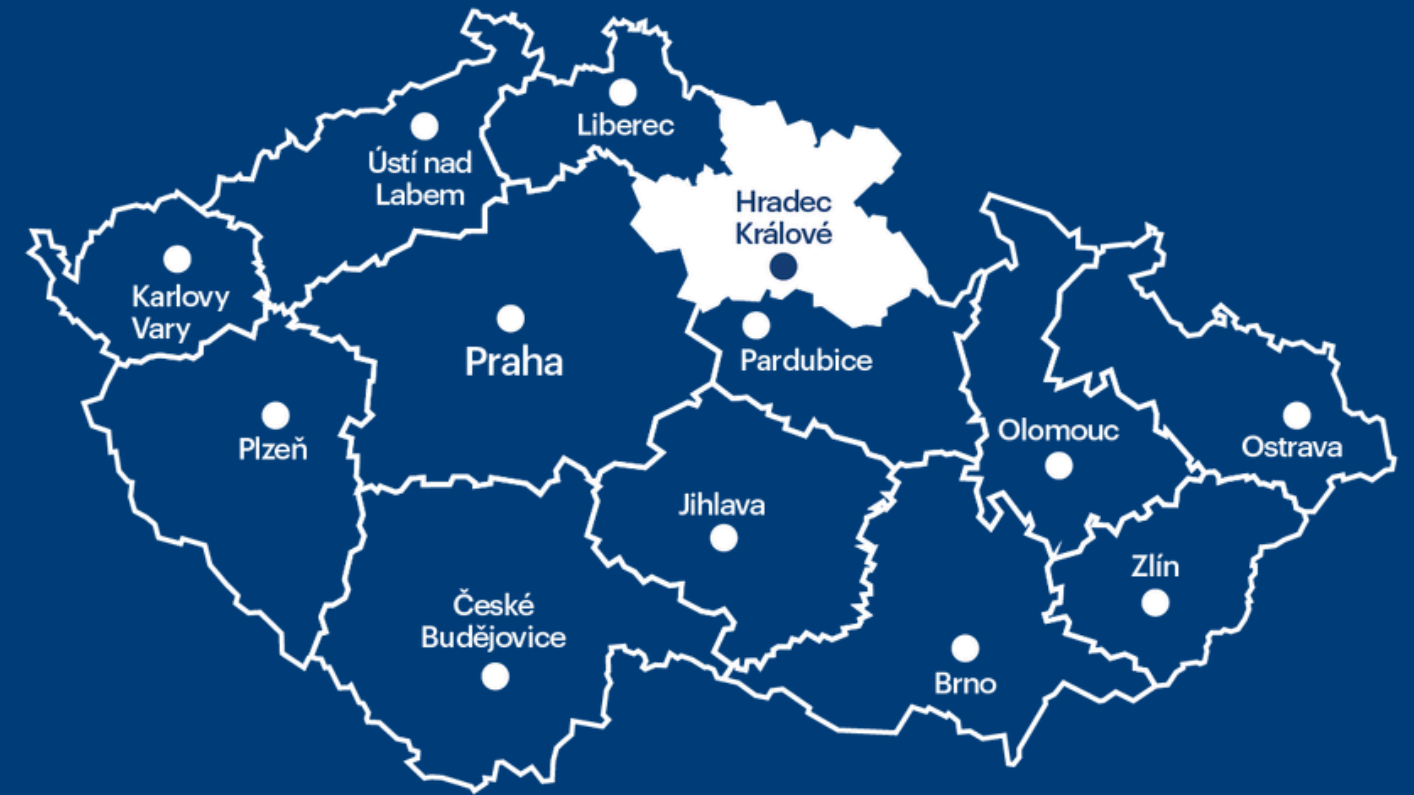 Liberec
Ústí nad
Labem
Hradec
Králové
Karlovy
Vary
Praha
Pardubice
Plzeň
Olomouc
Ostrava
Jihlava
Zlín
České
Budějovice
Brno